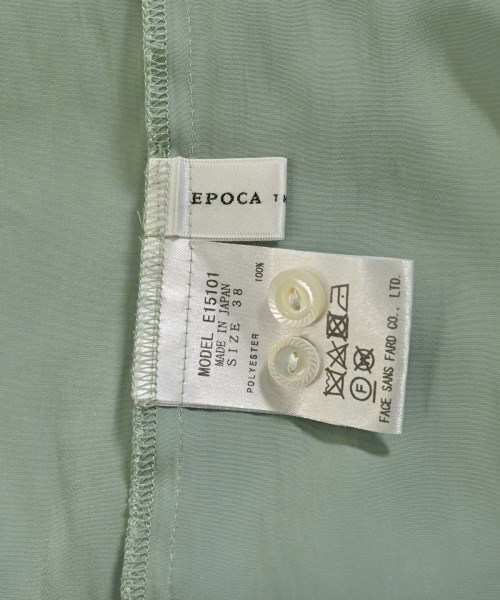 EPOCA
MODEL E15101
MADE IN JAPAN
SIZE 38
POLYESTER 100%
F
FACE SANS FARD CO., LTD.